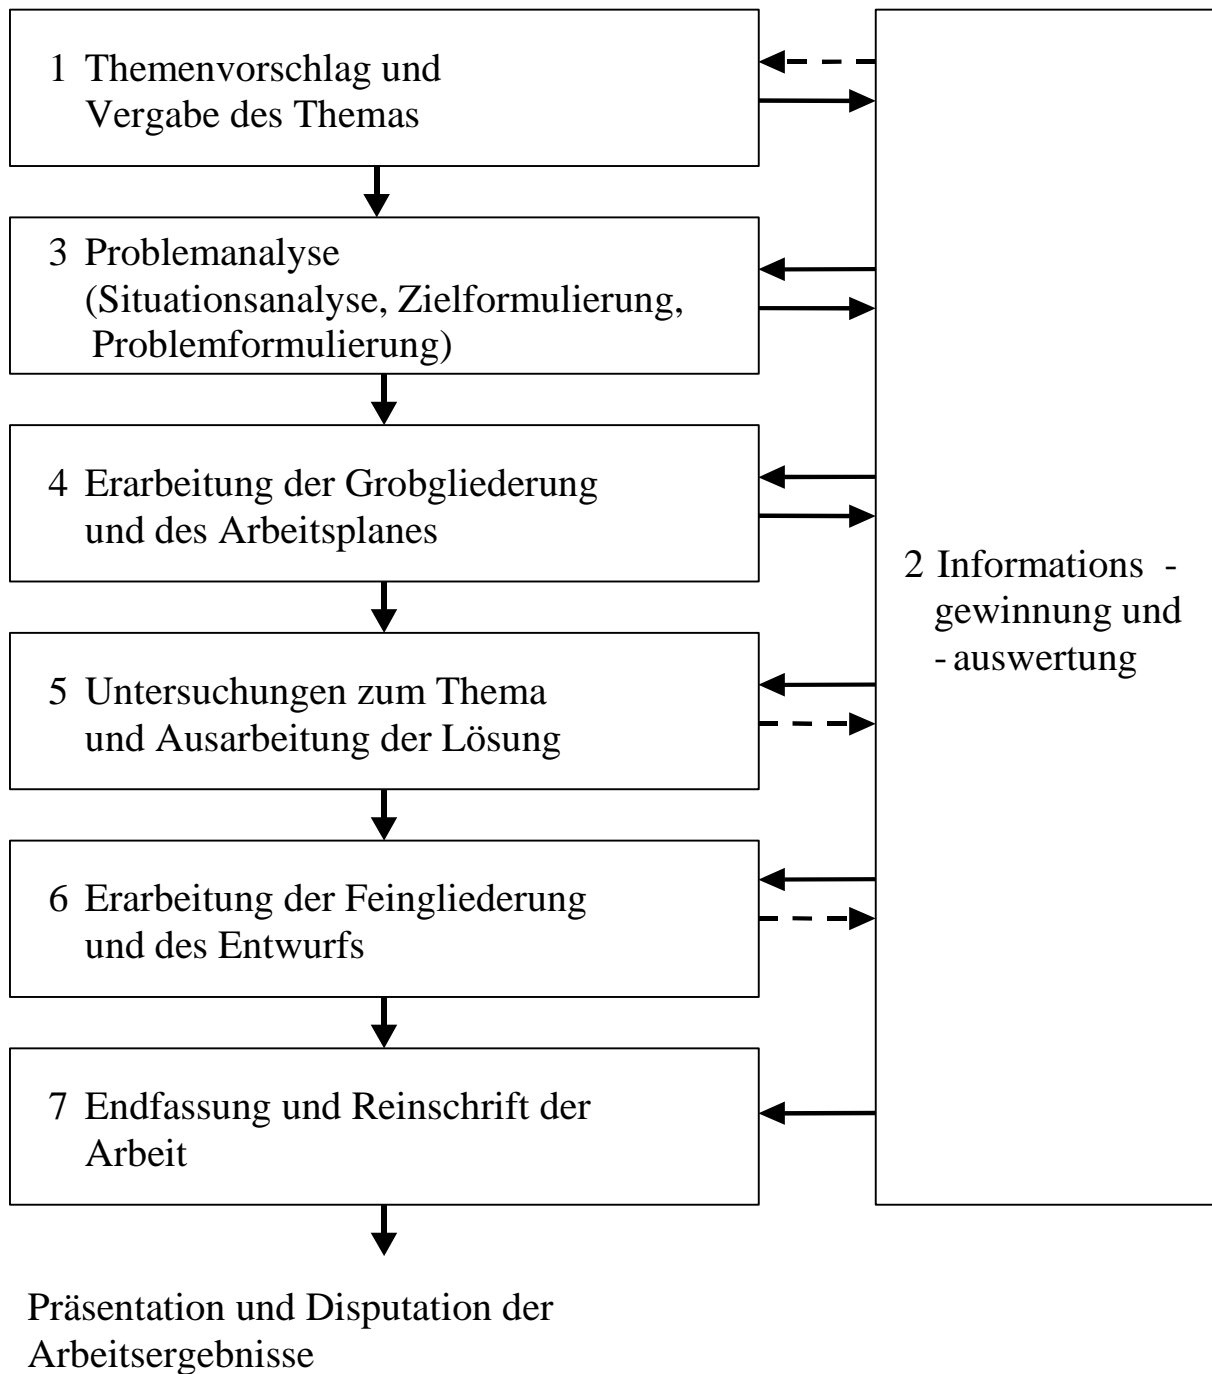 1 Themenvorschlag und
Vergabe des Themas
3 Problemanalyse
(Situationsanalyse, Zielformulierung,
Problemformulierung)
4 Erarbeitung der Grobgliederung
und des Arbeitsplanes
5 Untersuchungen zum Thema
und Ausarbeitung der Lösung
6 Erarbeitung der Feingliederung
und des Entwurfs
7 Endfassung und Reinschrift der
Arbeit
2 Informations -
gewinnung und
- auswertung
Präsentation und Disputation der
Arbeitsergebnisse